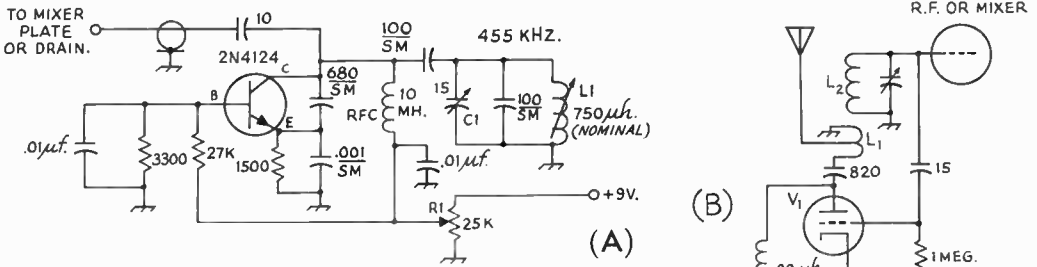 TO MIXER
PLATE
OR DRAIN.
10
2N4124
C
B
E
680
SM
100
SM
455 KHZ.
RFC
10
MH.
15
C1
100
SM
L1
750µh.
(NOMINAL)
.01µf.
3300
27K
1500
.001
SM
.01µf.
R1
25K
+9V.
(A)
R.F. OR MIXER
L2
L1
820
15
V1
(B)
1MEG.